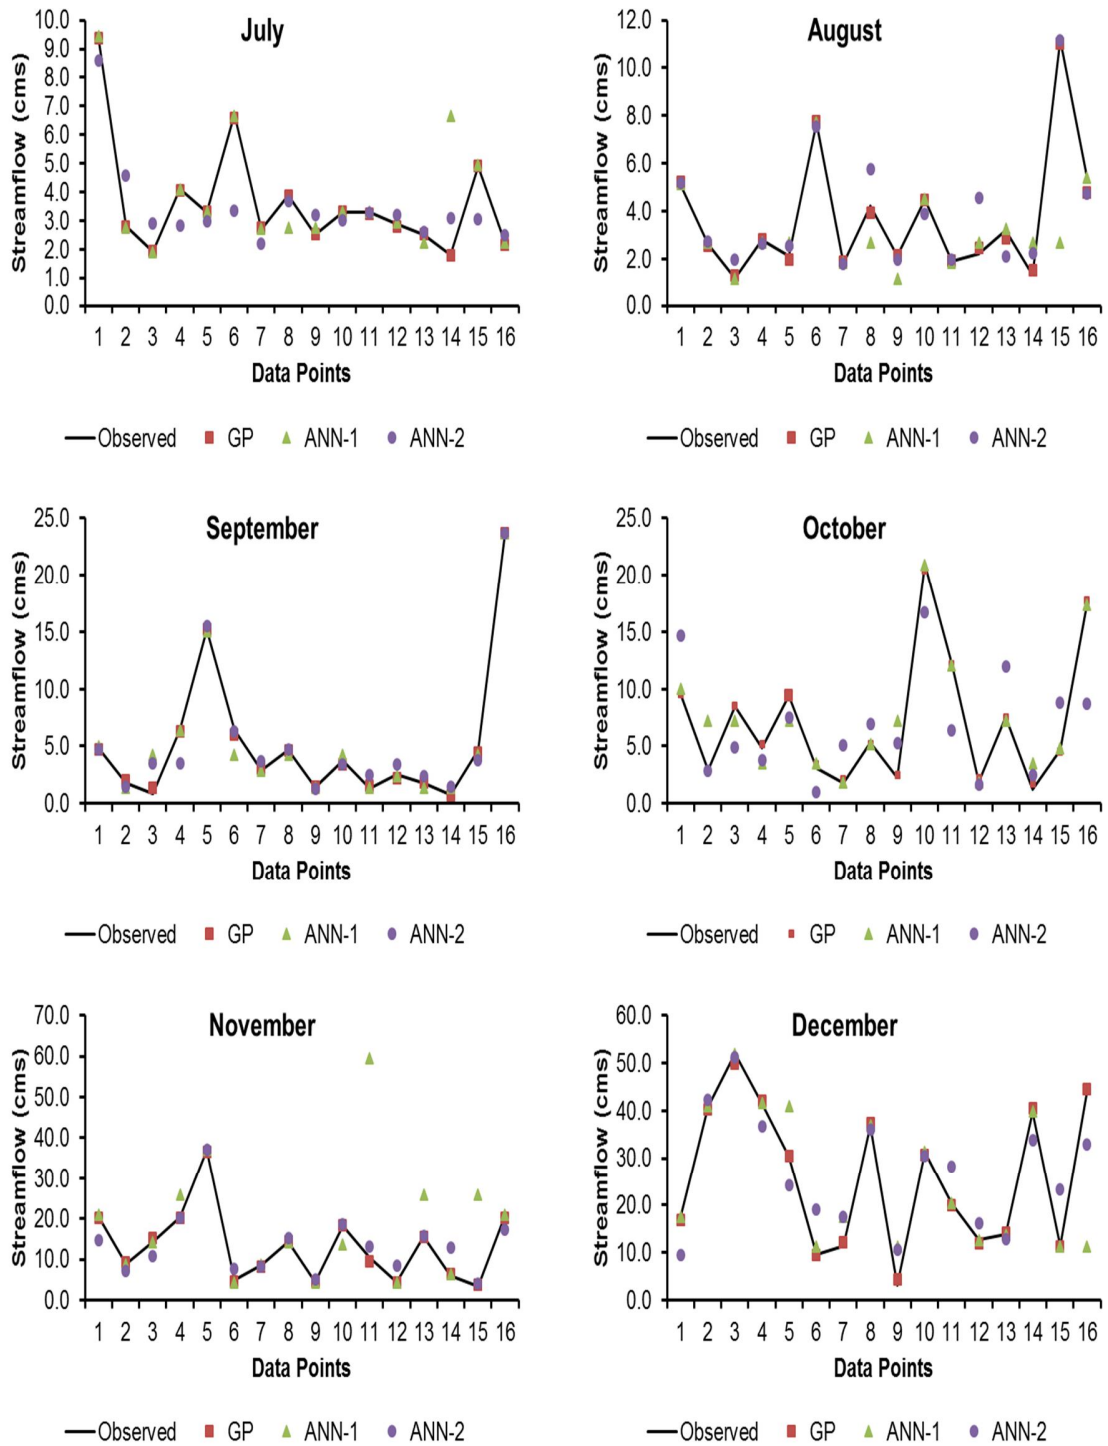 July
Streamflow (cms)
10.0
9.0
8.0
7.0
6.0
5.0
4.0
3.0
2.0
1.0
0.0
1 2 3 4 5 6 7 8 9 10 11 12 13 14 15 16
Data Points
Observed GP ANN-1 ANN-2
August
Streamflow (cms)
12.0
10.0
8.0
6.0
4.0
2.0
0.0
1 2 3 4 5 6 7 8 9 10 11 12 13 14 15 16
Data Points
Observed GP ANN-1 ANN-2
September
Streamflow (cms)
25.0
20.0
15.0
10.0
5.0
0.0
1 2 3 4 5 6 7 8 9 10 11 12 13 14 15 16
Data Points
Observed GP ANN-1 ANN-2
October
Streamflow (cms)
25.0
20.0
15.0
10.0
5.0
0.0
1 2 3 4 5 6 7 8 9 10 11 12 13 14 15 16
Data Points
Observed GP ANN-1 ANN-2
November
Streamflow (cms)
70.0
60.0
50.0
40.0
30.0
20.0
10.0
0.0
1 2 3 4 5 6 7 8 9 10 11 12 13 14 15 16
Data Points
Observed GP ANN-1 ANN-2
December
Streamflow (cms)
60.0
50.0
40.0
30.0
20.0
10.0
0.0
1 2 3 4 5 6 7 8 9 10 11 12 13 14 15 16
Data Points
Observed GP ANN-1 ANN-2